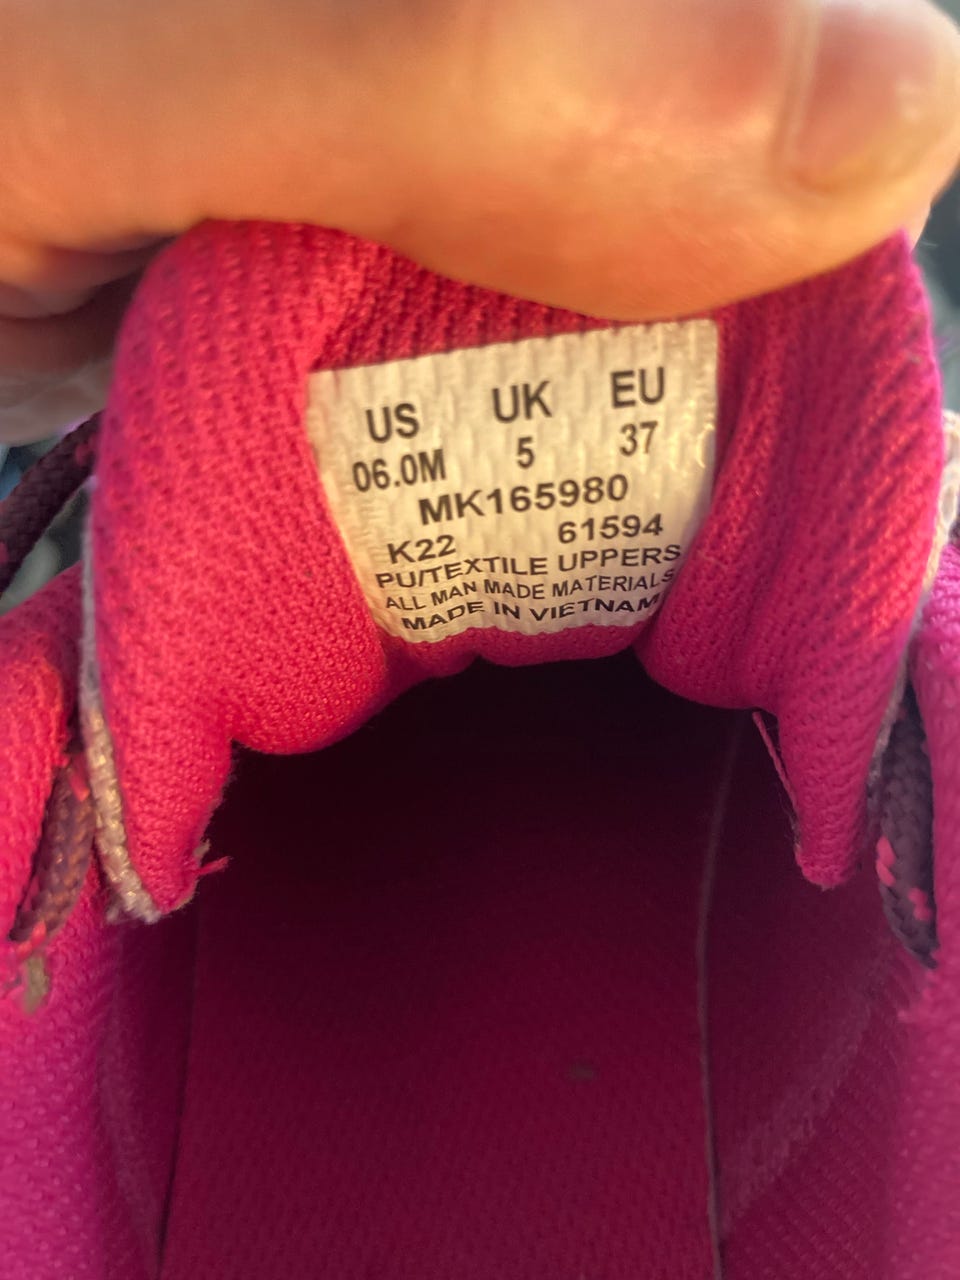 US UK EU
06.0M 5 37
MK165980
K22 61594
PU/TEXTILE UPPERS
ALL MAN MADE MATERIALS
MADE IN VIETNAM